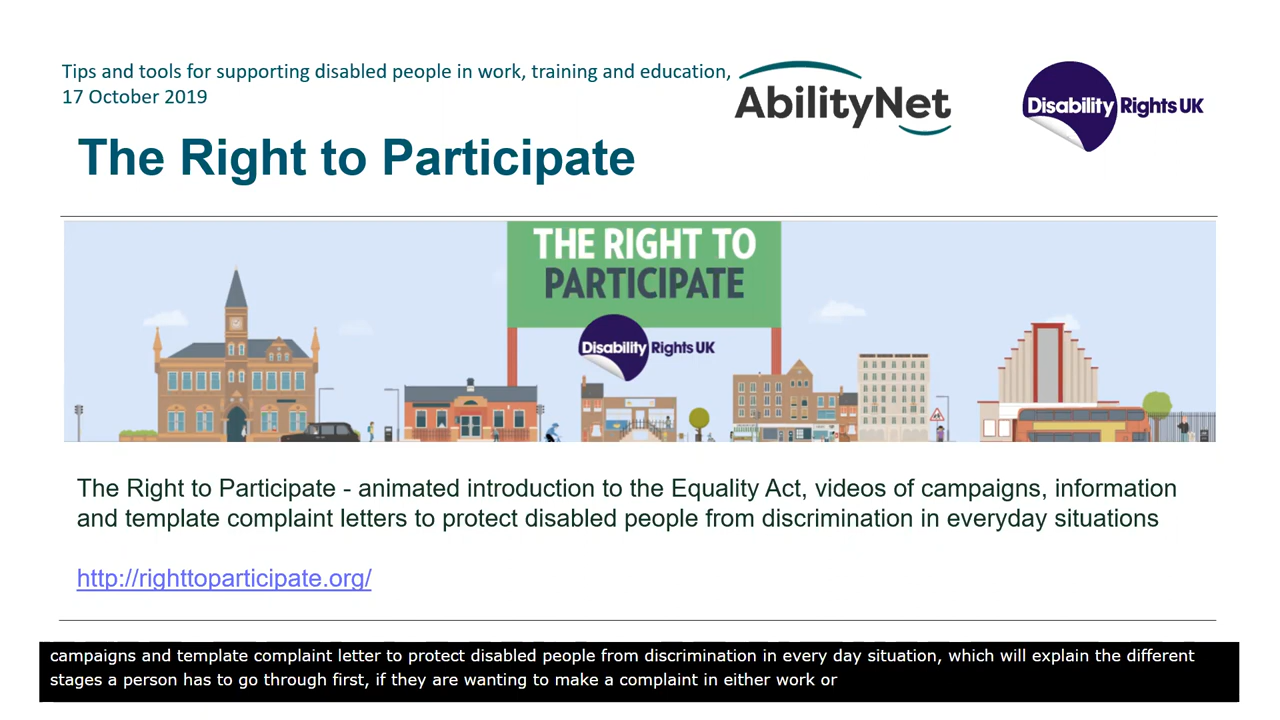 Tips and tools for supporting disabled people in work, training and education,
17 October 2019
AbilityNet
Disability Rights UK
The Right to Participate
THE RIGHT TO
PARTICIPATE
Disability Rights UK
The Right to Participate - animated introduction to the Equality Act, videos of campaigns, information
and template complaint letters to protect disabled people from discrimination in everyday situations
http://righttoparticipate.org/
campaigns and template complaint letter to protect disabled people from discrimination in every day situation, which will explain the different
stages a person has to go through first, if they are wanting to make a complaint in either work or